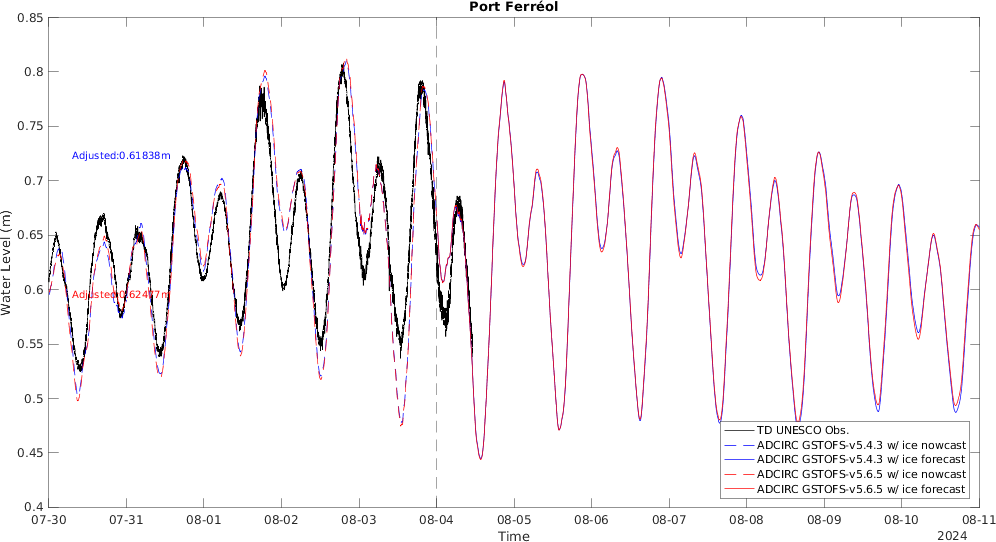 Port Ferréol
0.85
0.8
0.75
0.7
0.65
0.6
0.55
0.5
0.45
0.4
Water Level (m)
Adjusted:0.61838m
Adjusted:0.62477m
TD UNESCO Obs.
ADCIRC GSTOFS-v5.4.3 w/ ice nowcast
ADCIRC GSTOFS-v5.4.3 w/ ice forecast
ADCIRC GSTOFS-v5.6.5 w/ ice nowcast
ADCIRC GSTOFS-v5.6.5 w/ ice forecast
07-30 07-31 08-01 08-02 08-03 08-04 08-05 08-06 08-07 08-08 08-09 08-10 08-11
Time
2024